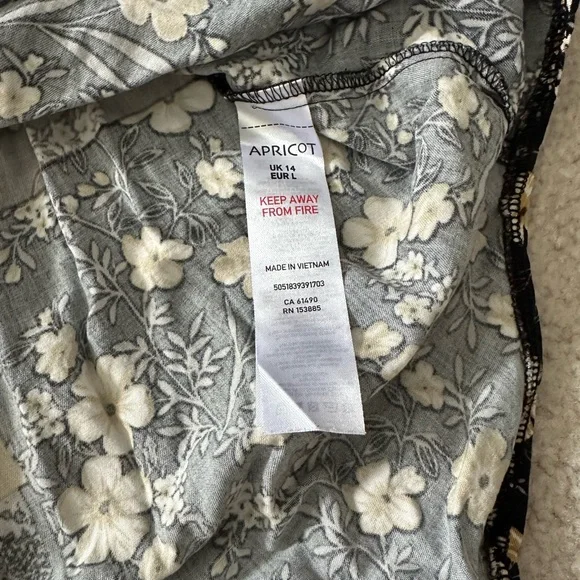 APRICOT
UK 14
EUR L
KEEP AWAY
FROM FIRE
MADE IN VIETNAM
5051839391703
CA 61490
RN 153885